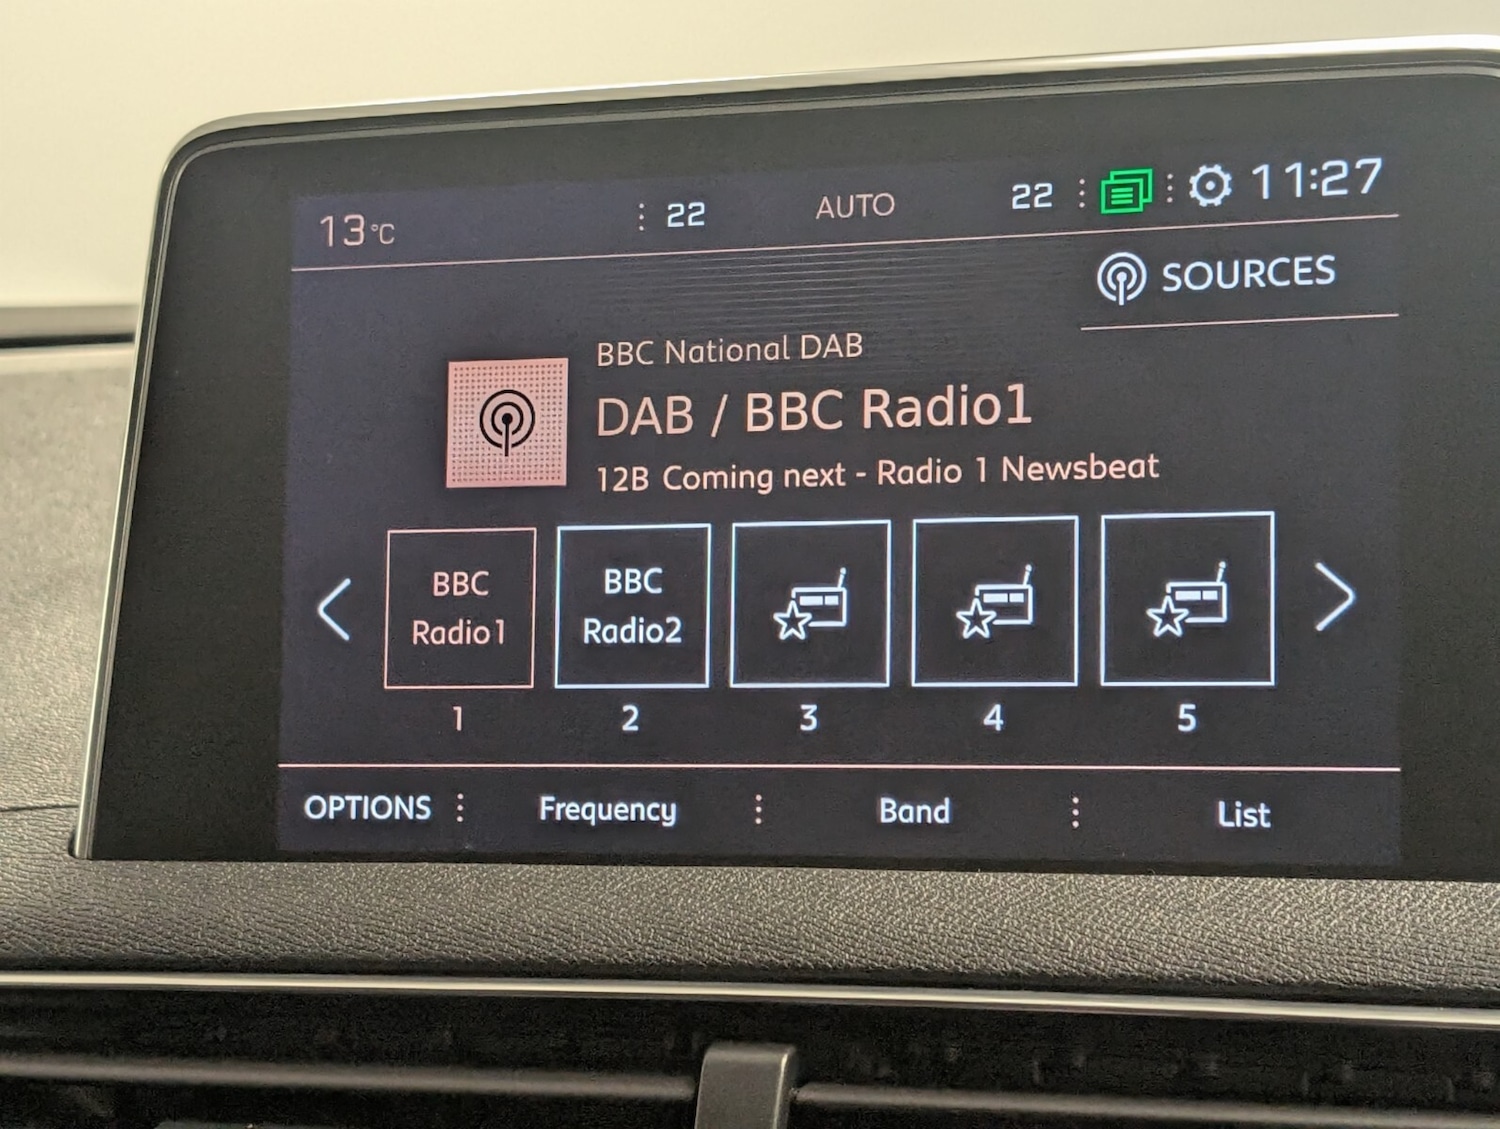 13°C
22
AUTO
22
11:27
SOURCES
BBC National DAB
DAB / BBC Radio1
12B Coming next - Radio 1 Newsbeat
BBC
Radio1
BBC
Radio2
1
2
3
4
5
OPTIONS
Frequency
Band
List